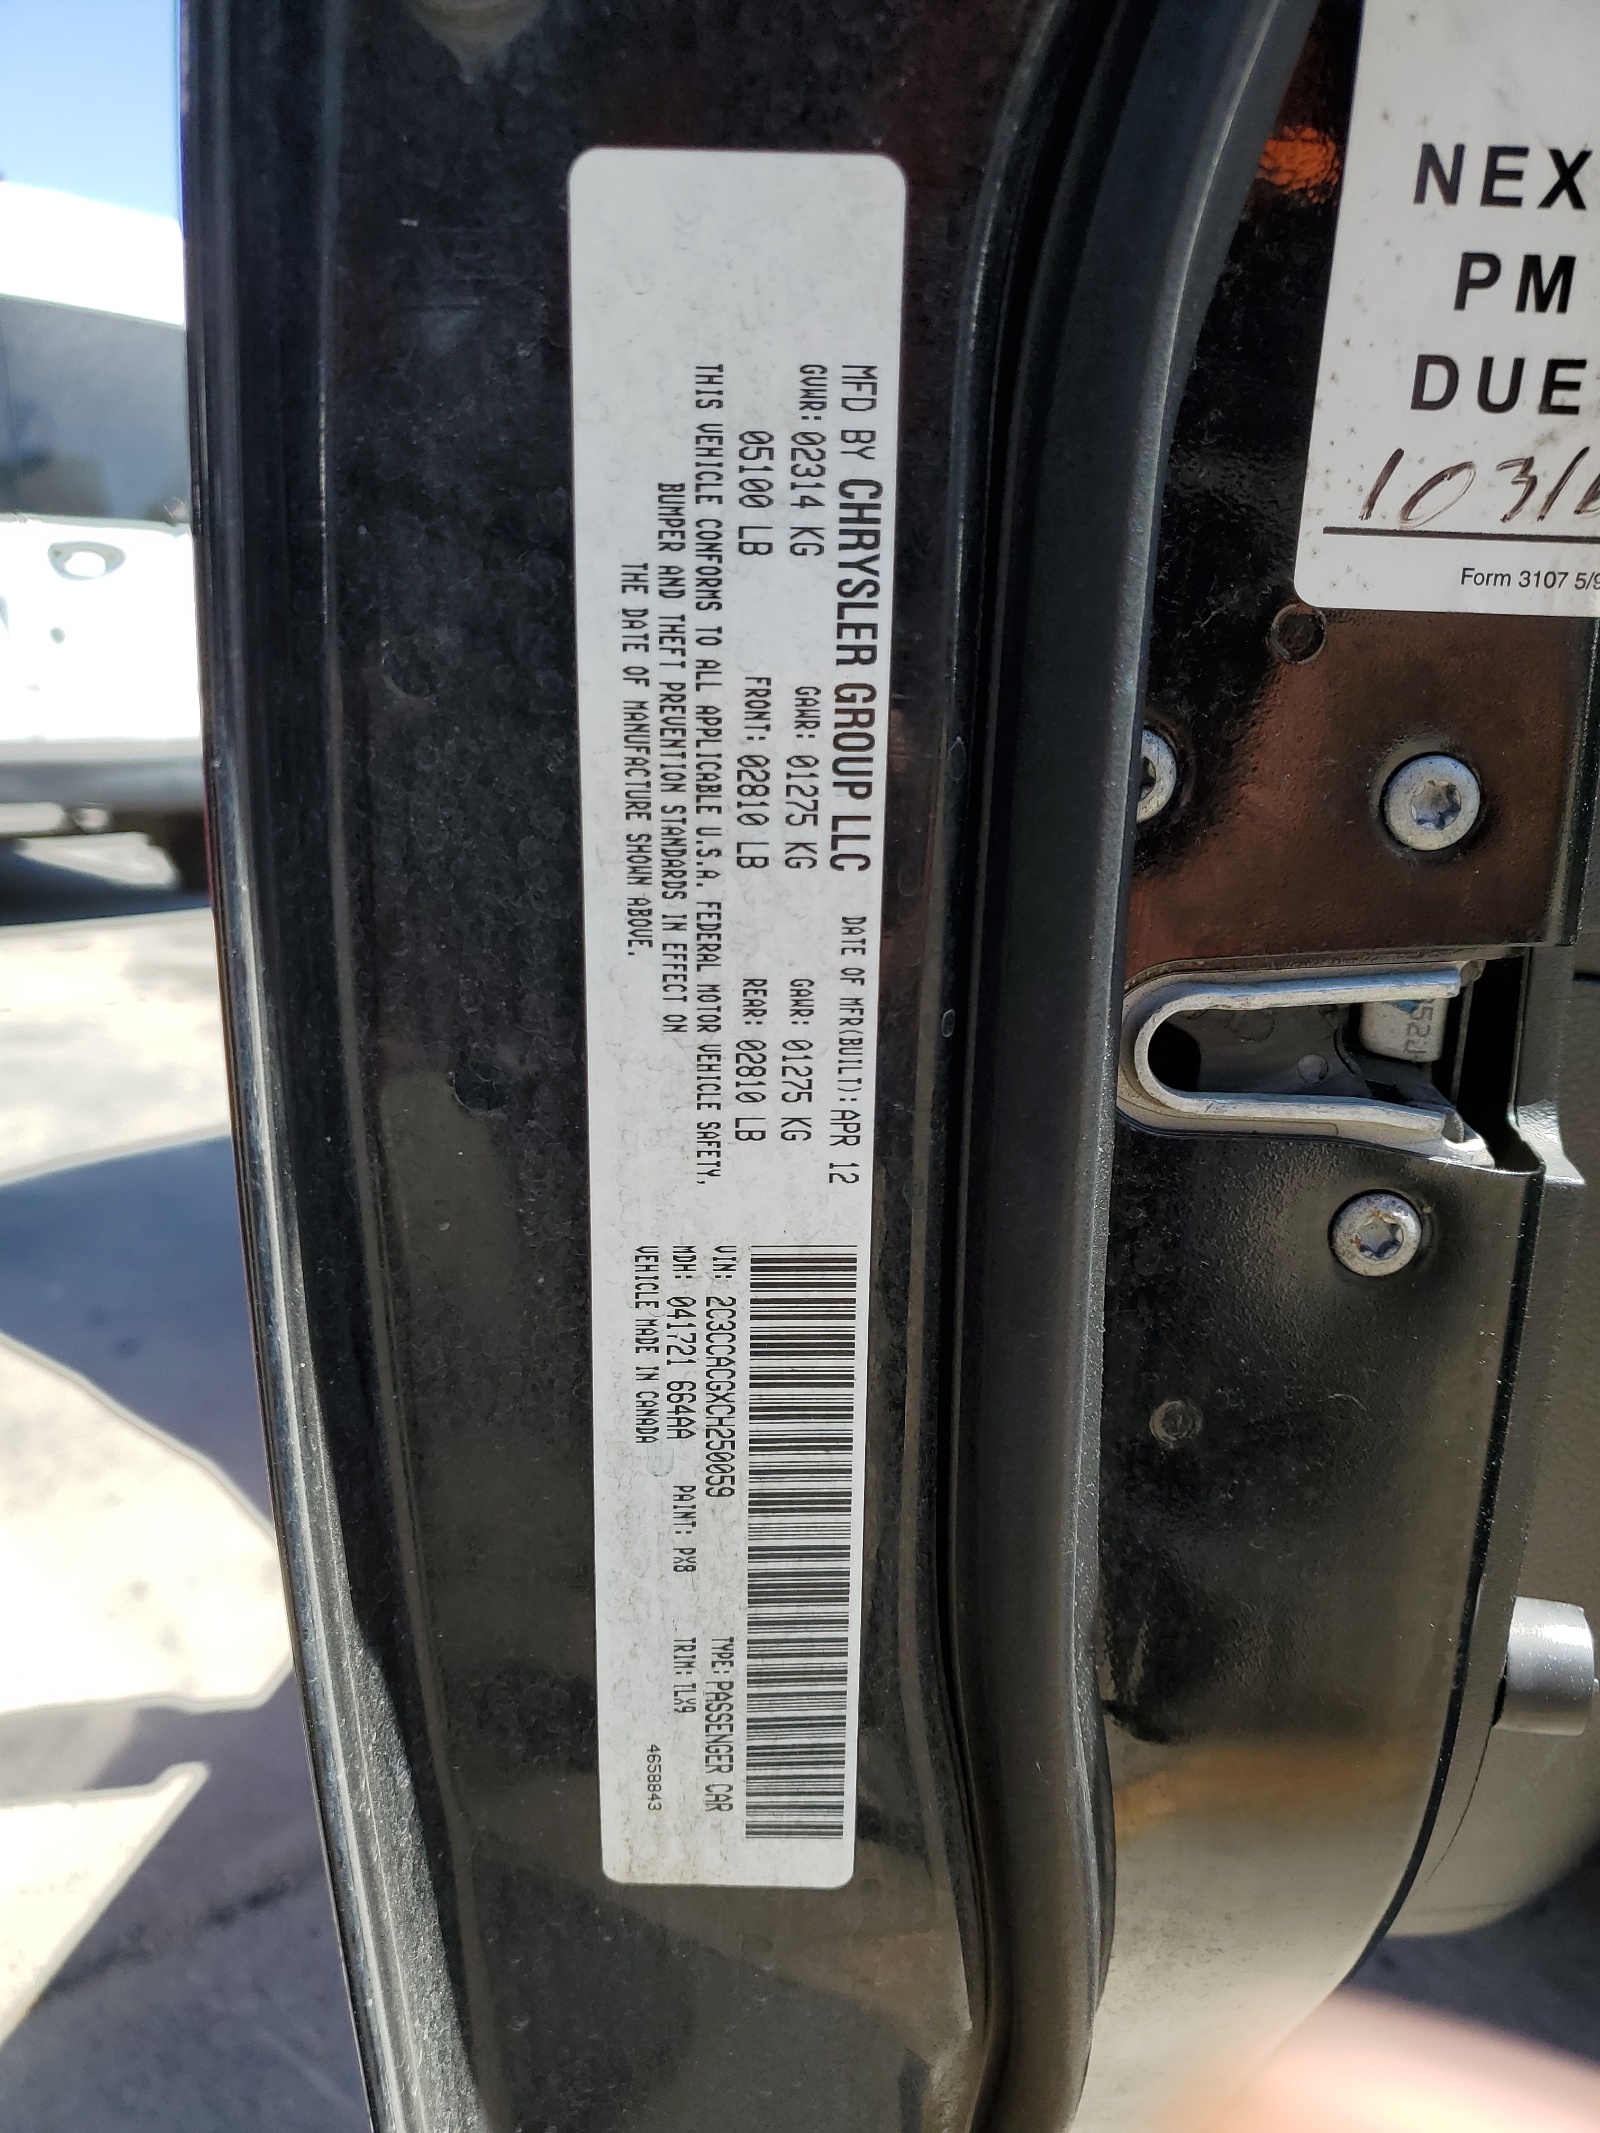 MFD BY CHRYSLER GROUP LLC DATE OF MFR(BUILT): APR 12
GVWR: 02314 KG GAWR: 01275 KG GAWR: 01275 KG
05100 LB FRONT: 02810 LB REAR: 02810 LB
THIS VEHICLE CONFORMS TO ALL APPLICABLE U.S.A. FEDERAL MOTOR VEHICLE SAFETY,
BUMPER AND THEFT PREVENTION STANDARDS IN EFFECT ON
THE DATE OF MANUFACTURE SHOWN ABOVE.
VIN: 2C3CCACGXCH250059 TYPE: PASSENGER CAR
MDH: 041721 664AA PAINT: PX8 TRIM: TLX9
VEHICLE MADE IN CANADA 4658843
NEX
PM
DUE
1031
Form 3107 5/9